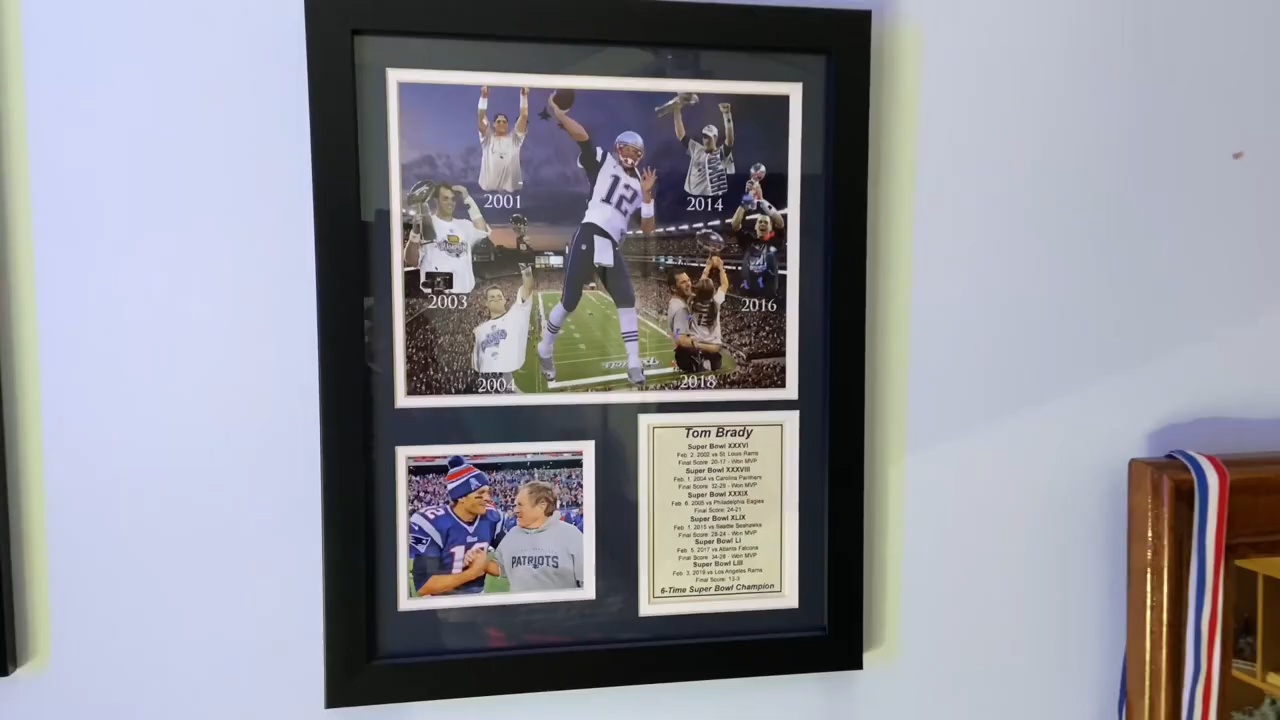 12
2001
2014
2003
2016
2004
2018
Tom Brady
Super Bowl XXXVI
Feb. 2, 2002 vs St. Louis Rams
Final Score: 20-17 - Won MVP
Super Bowl XXXVIII
Feb. 1, 2004 vs Carolina Panthers
Final Score: 32-29 - Won MVP
Super Bowl XXXIX
Feb. 6, 2005 vs Philadelphia Eagles
Final Score: 24-21
Super Bowl XLIX
Feb. 1, 2015 vs Seattle Seahawks
Final Score: 28-24 - Won MVP
Super Bowl LI
Feb. 5, 2017 vs Atlanta Falcons
Final Score: 34-28 - Won MVP
Super Bowl LIII
Feb. 3, 2019 vs Los Angeles Rams
Final Score: 13-3
6-Time Super Bowl Champion
12
PATRIOTS